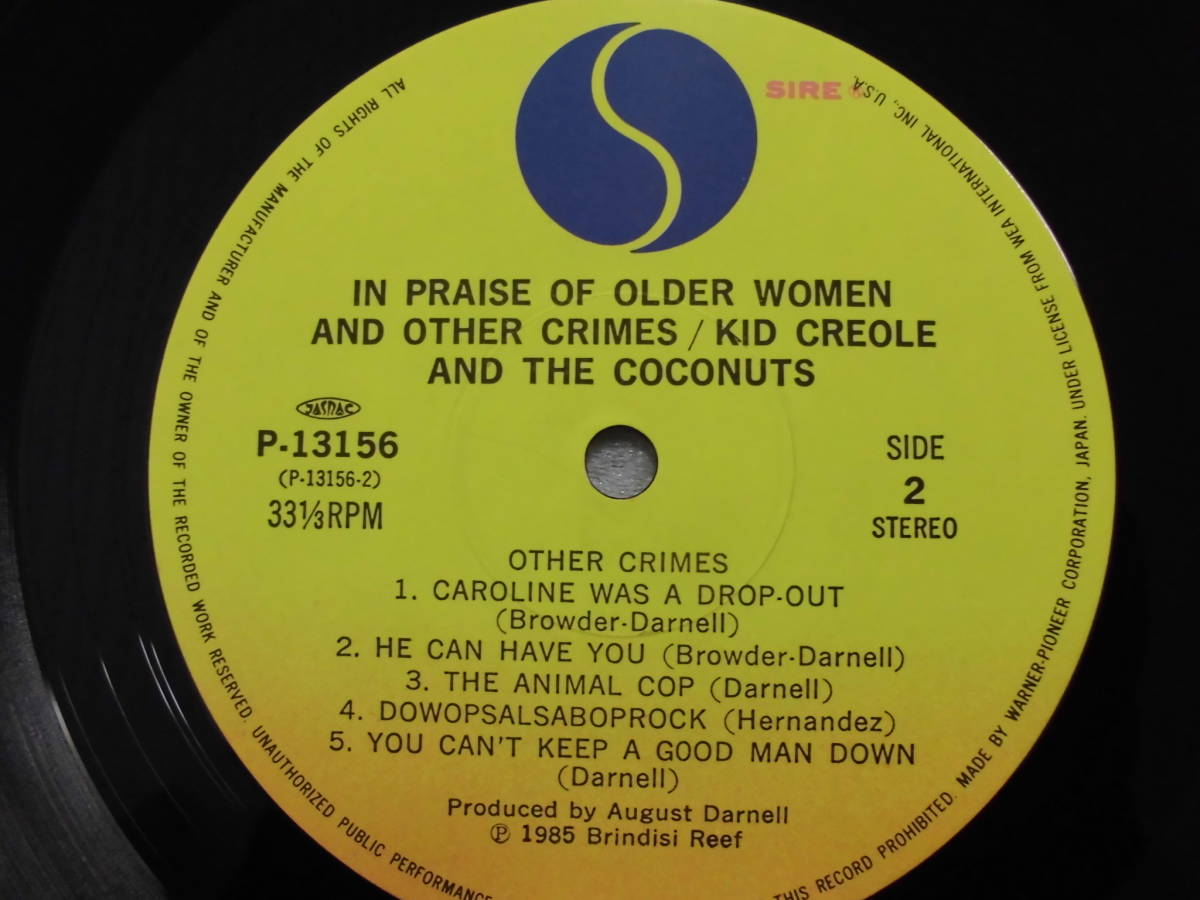 SIRE ®
IN PRAISE OF OLDER WOMEN
AND OTHER CRIMES / KID CREOLE
AND THE COCONUTS
JASRAC
P-13156
(P-13156-2)
33⅓RPM
SIDE
2
STEREO
OTHER CRIMES
1. CAROLINE WAS A DROP-OUT
(Browder-Darnell)
2. HE CAN HAVE YOU (Browder-Darnell)
3. THE ANIMAL COP (Darnell)
4. DOWOPSALSABOPROCK (Hernandez)
5. YOU CAN'T KEEP A GOOD MAN DOWN
(Darnell)
Produced by August Darnell
Ⓟ 1985 Brindisi Reef
ALL RIGHTS OF THE MANUFACTURER AND OF THE OWNER OF THE RECORDED WORK RESERVED. UNAUTHORIZED PUBLIC PERFORMANCE
THIS RECORD PROHIBITED. MADE BY WARNER-PIONEER CORPORATION, JAPAN. UNDER LICENSE FROM WEA INTERNATIONAL INC, U.S.A.